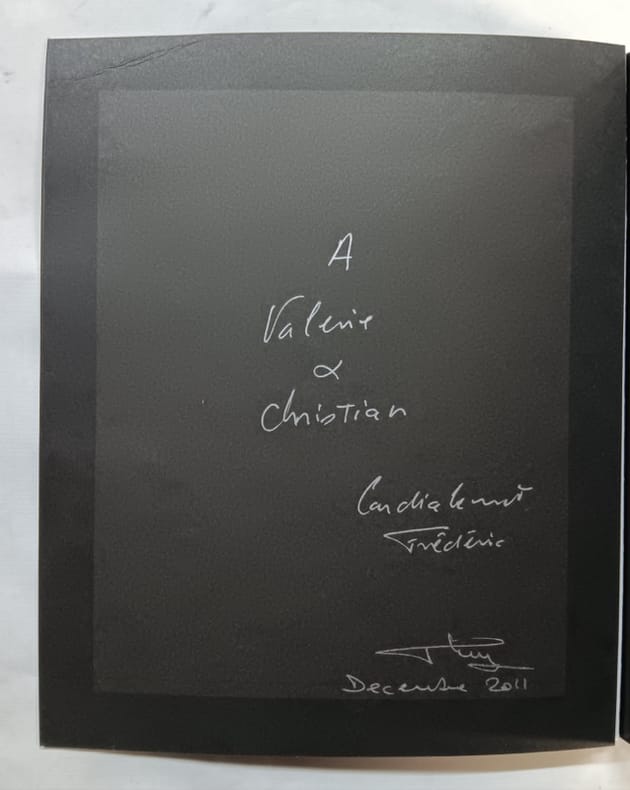 A
Valerie
&
Christian
Cordialement
Frédéric
Decembre 2011